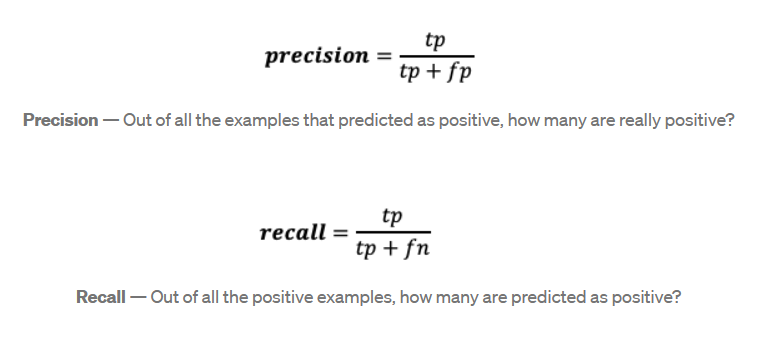 precision = tp / tp + fp
Precision — Out of all the examples that predicted as positive, how many are really positive?
recall = tp / tp + fn
Recall — Out of all the positive examples, how many are predicted as positive?